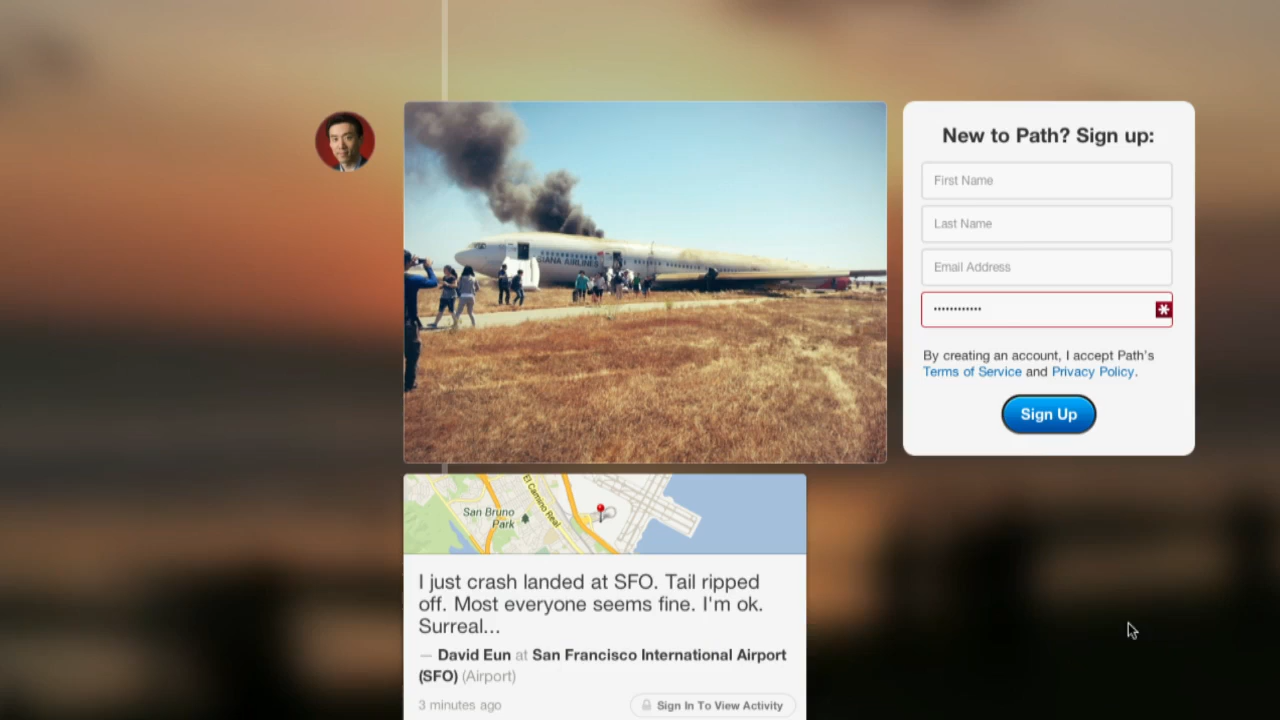 ANA AIRLINES
New to Path? Sign up:
First Name
Last Name
Email Address
••••••••••••
By creating an account, I accept Path's
Terms of Service and Privacy Policy.
Sign Up
El Camino Real
San Bruno
Park
I just crash landed at SFO. Tail ripped
off. Most everyone seems fine. I'm ok.
Surreal...
— David Eun at San Francisco International Airport
(SFO) (Airport)
3 minutes ago
Sign In To View Activity